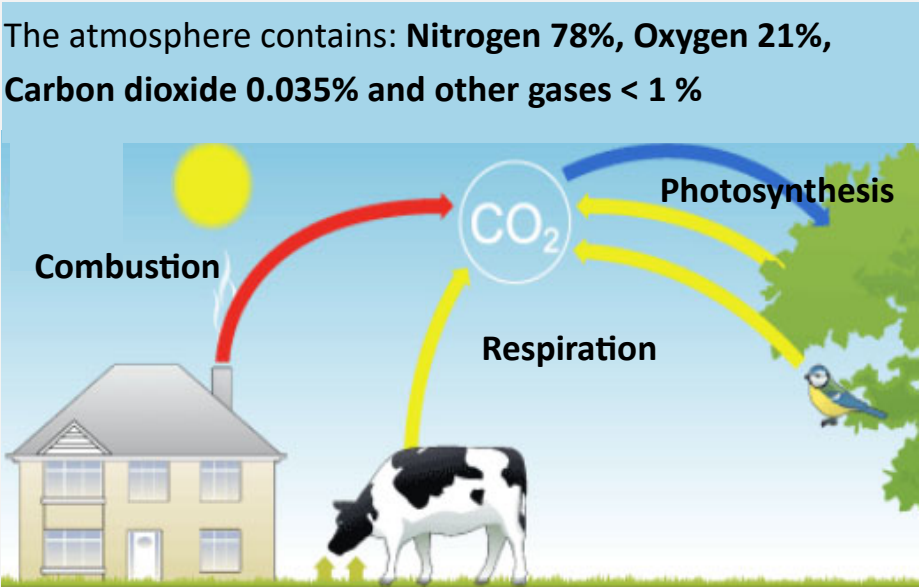 The atmosphere contains: Nitrogen 78%, Oxygen 21%,
Carbon dioxide 0.035% and other gases < 1 %
Photosynthesis
CO₂
Combustion
Respiration